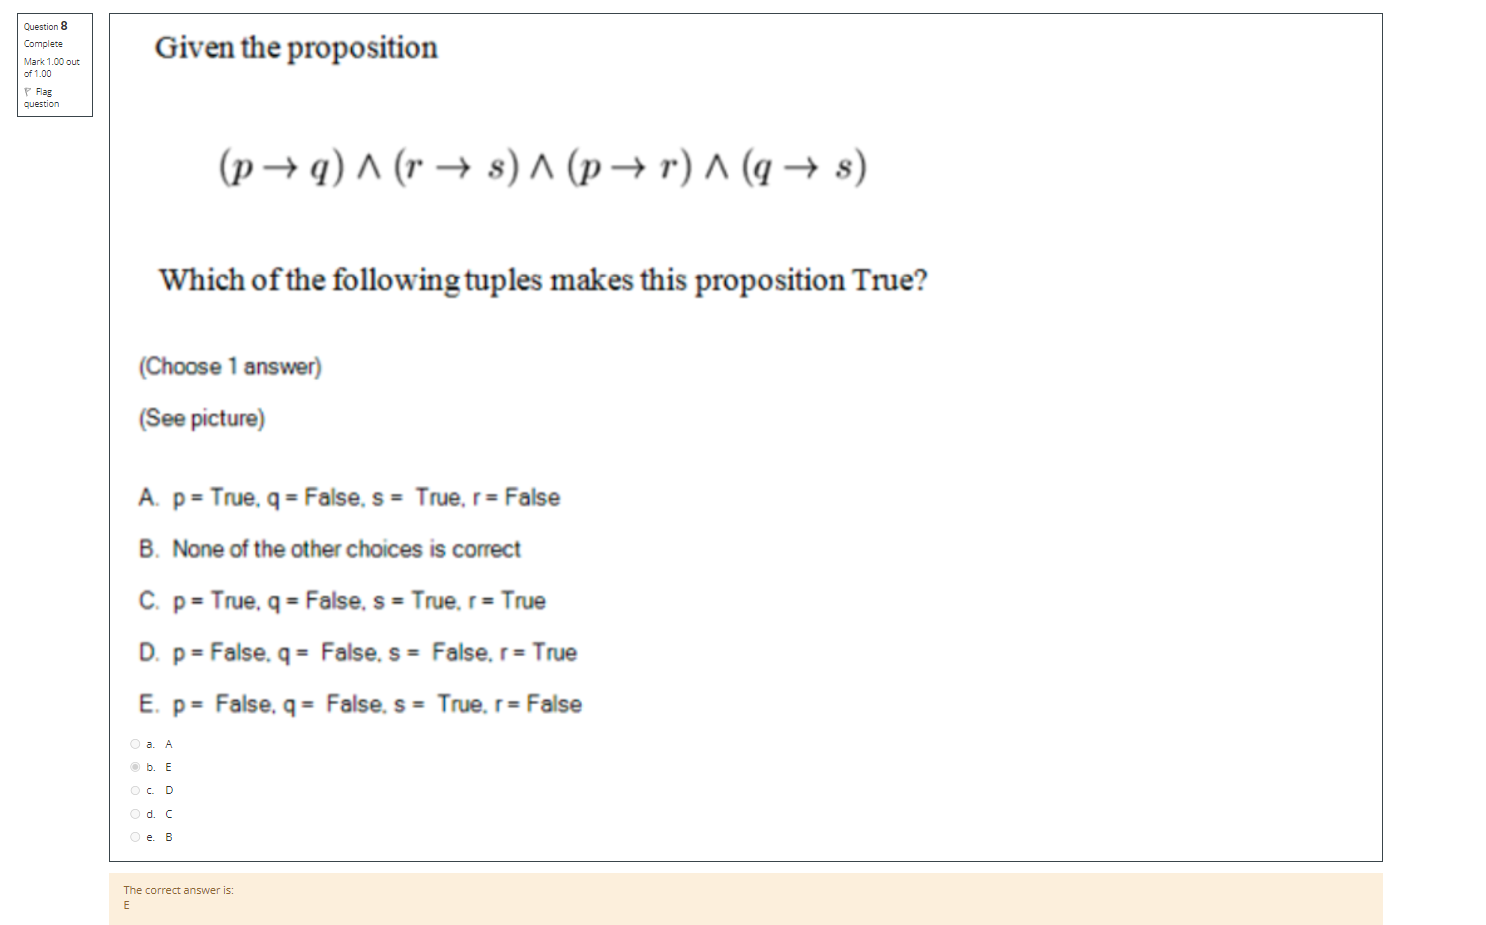 Question 8
Complete
Mark 1.00 out
of 1.00
Flag
question
Given the proposition
(p → q) ∧ (r → s) ∧ (p → r) ∧ (q → s)
Which of the following tuples makes this proposition True?
(Choose 1 answer)
(See picture)
A. p = True, q = False, s = True, r = False
B. None of the other choices is correct
C. p = True, q = False, s = True, r = True
D. p = False, q = False, s = False, r = True
E. p = False, q = False, s = True, r = False
a. A
b. E
c. D
d. C
e. B
The correct answer is:
E